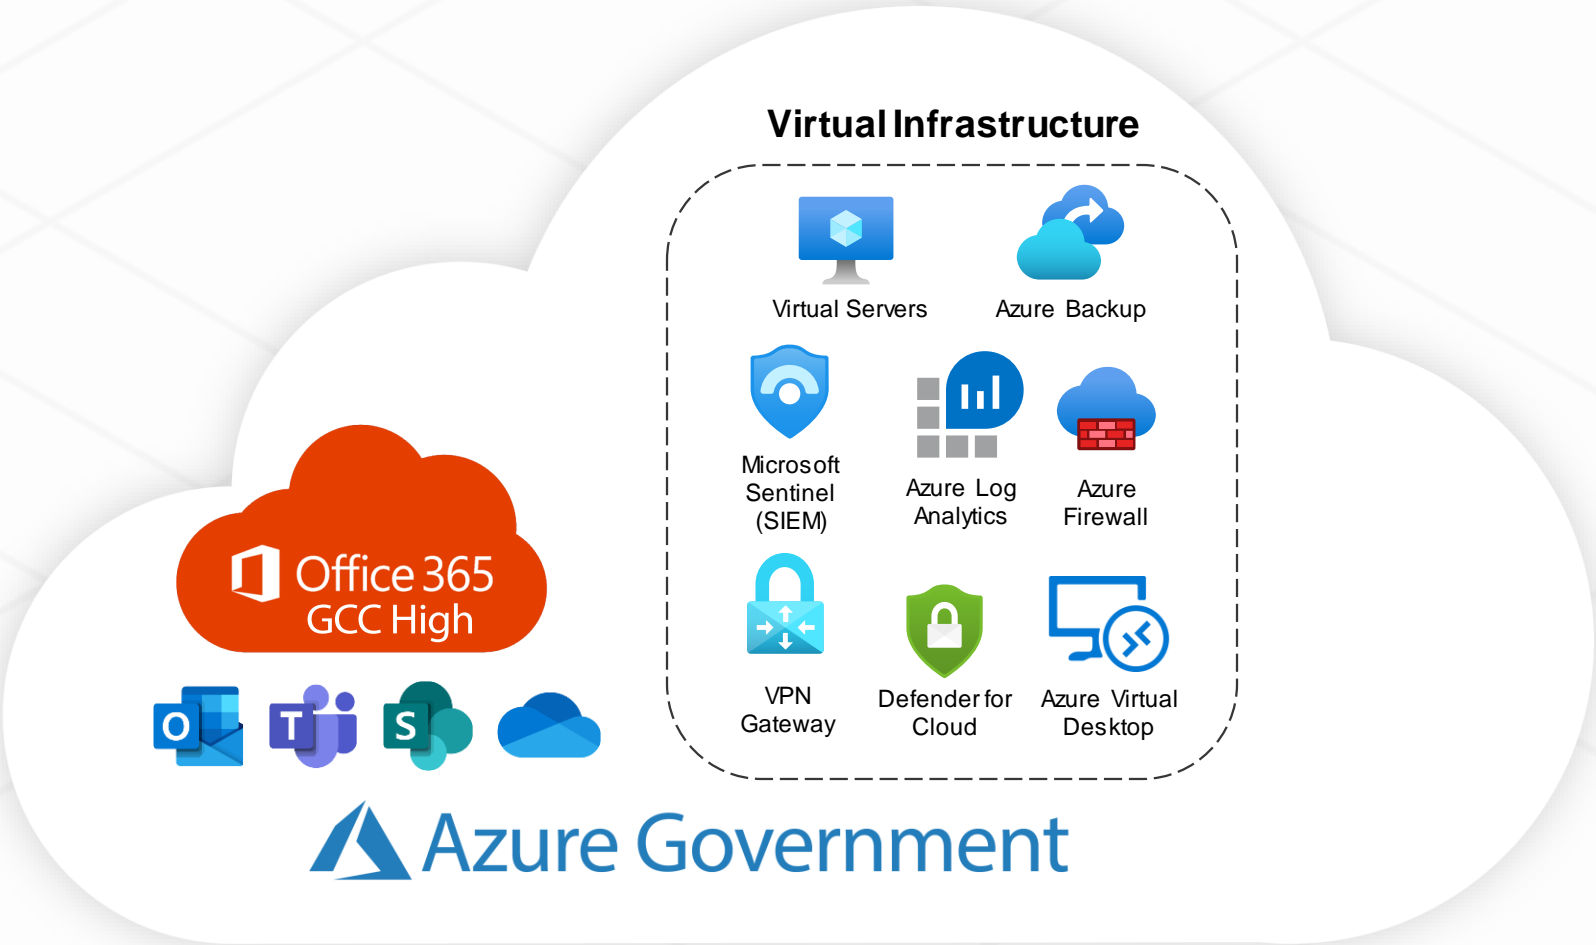 Virtual Infrastructure
Virtual Servers
Azure Backup
Microsoft
Sentinel
(SIEM)
Azure Log
Analytics
Azure
Firewall
Office 365
GCC High
VPN
Gateway
Defender for
Cloud
Azure Virtual
Desktop
O
T
S
Azure Government